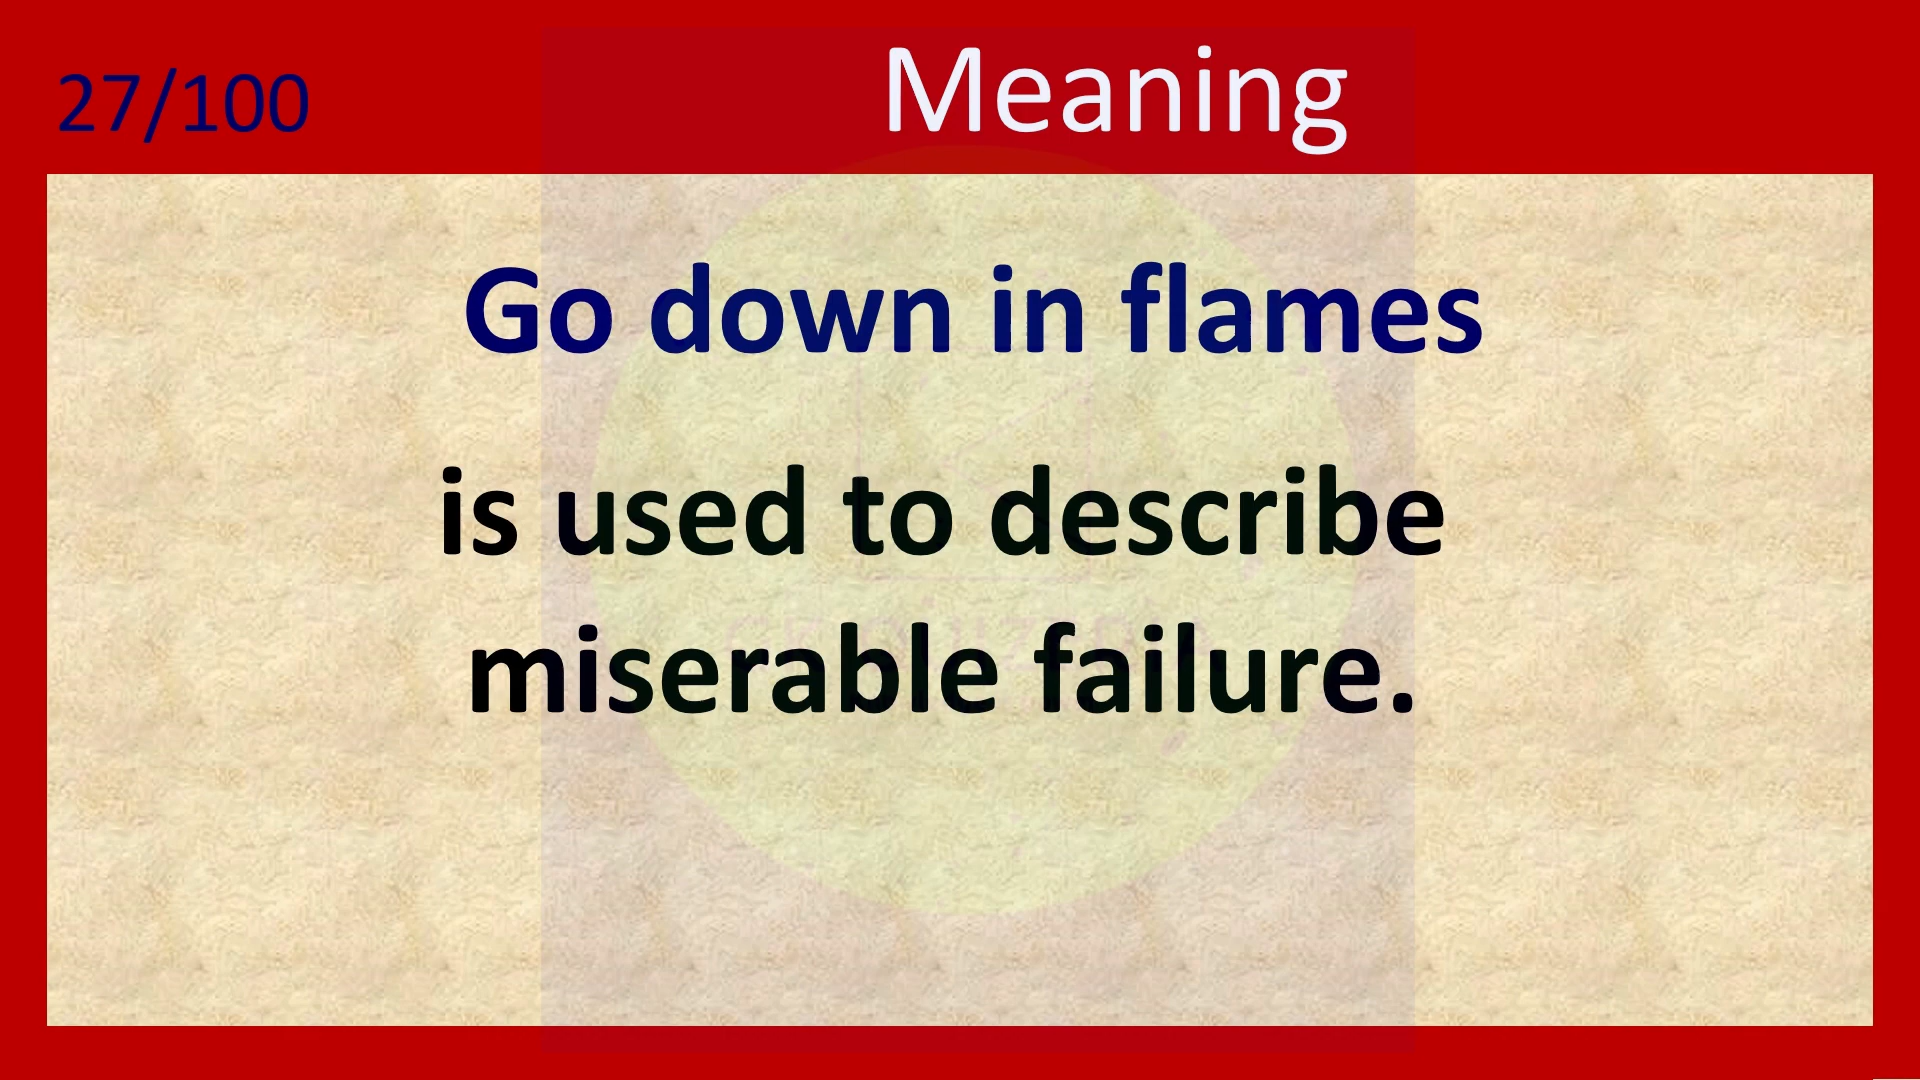 27/100
Meaning
Go down in flames
is used to describe
miserable failure.